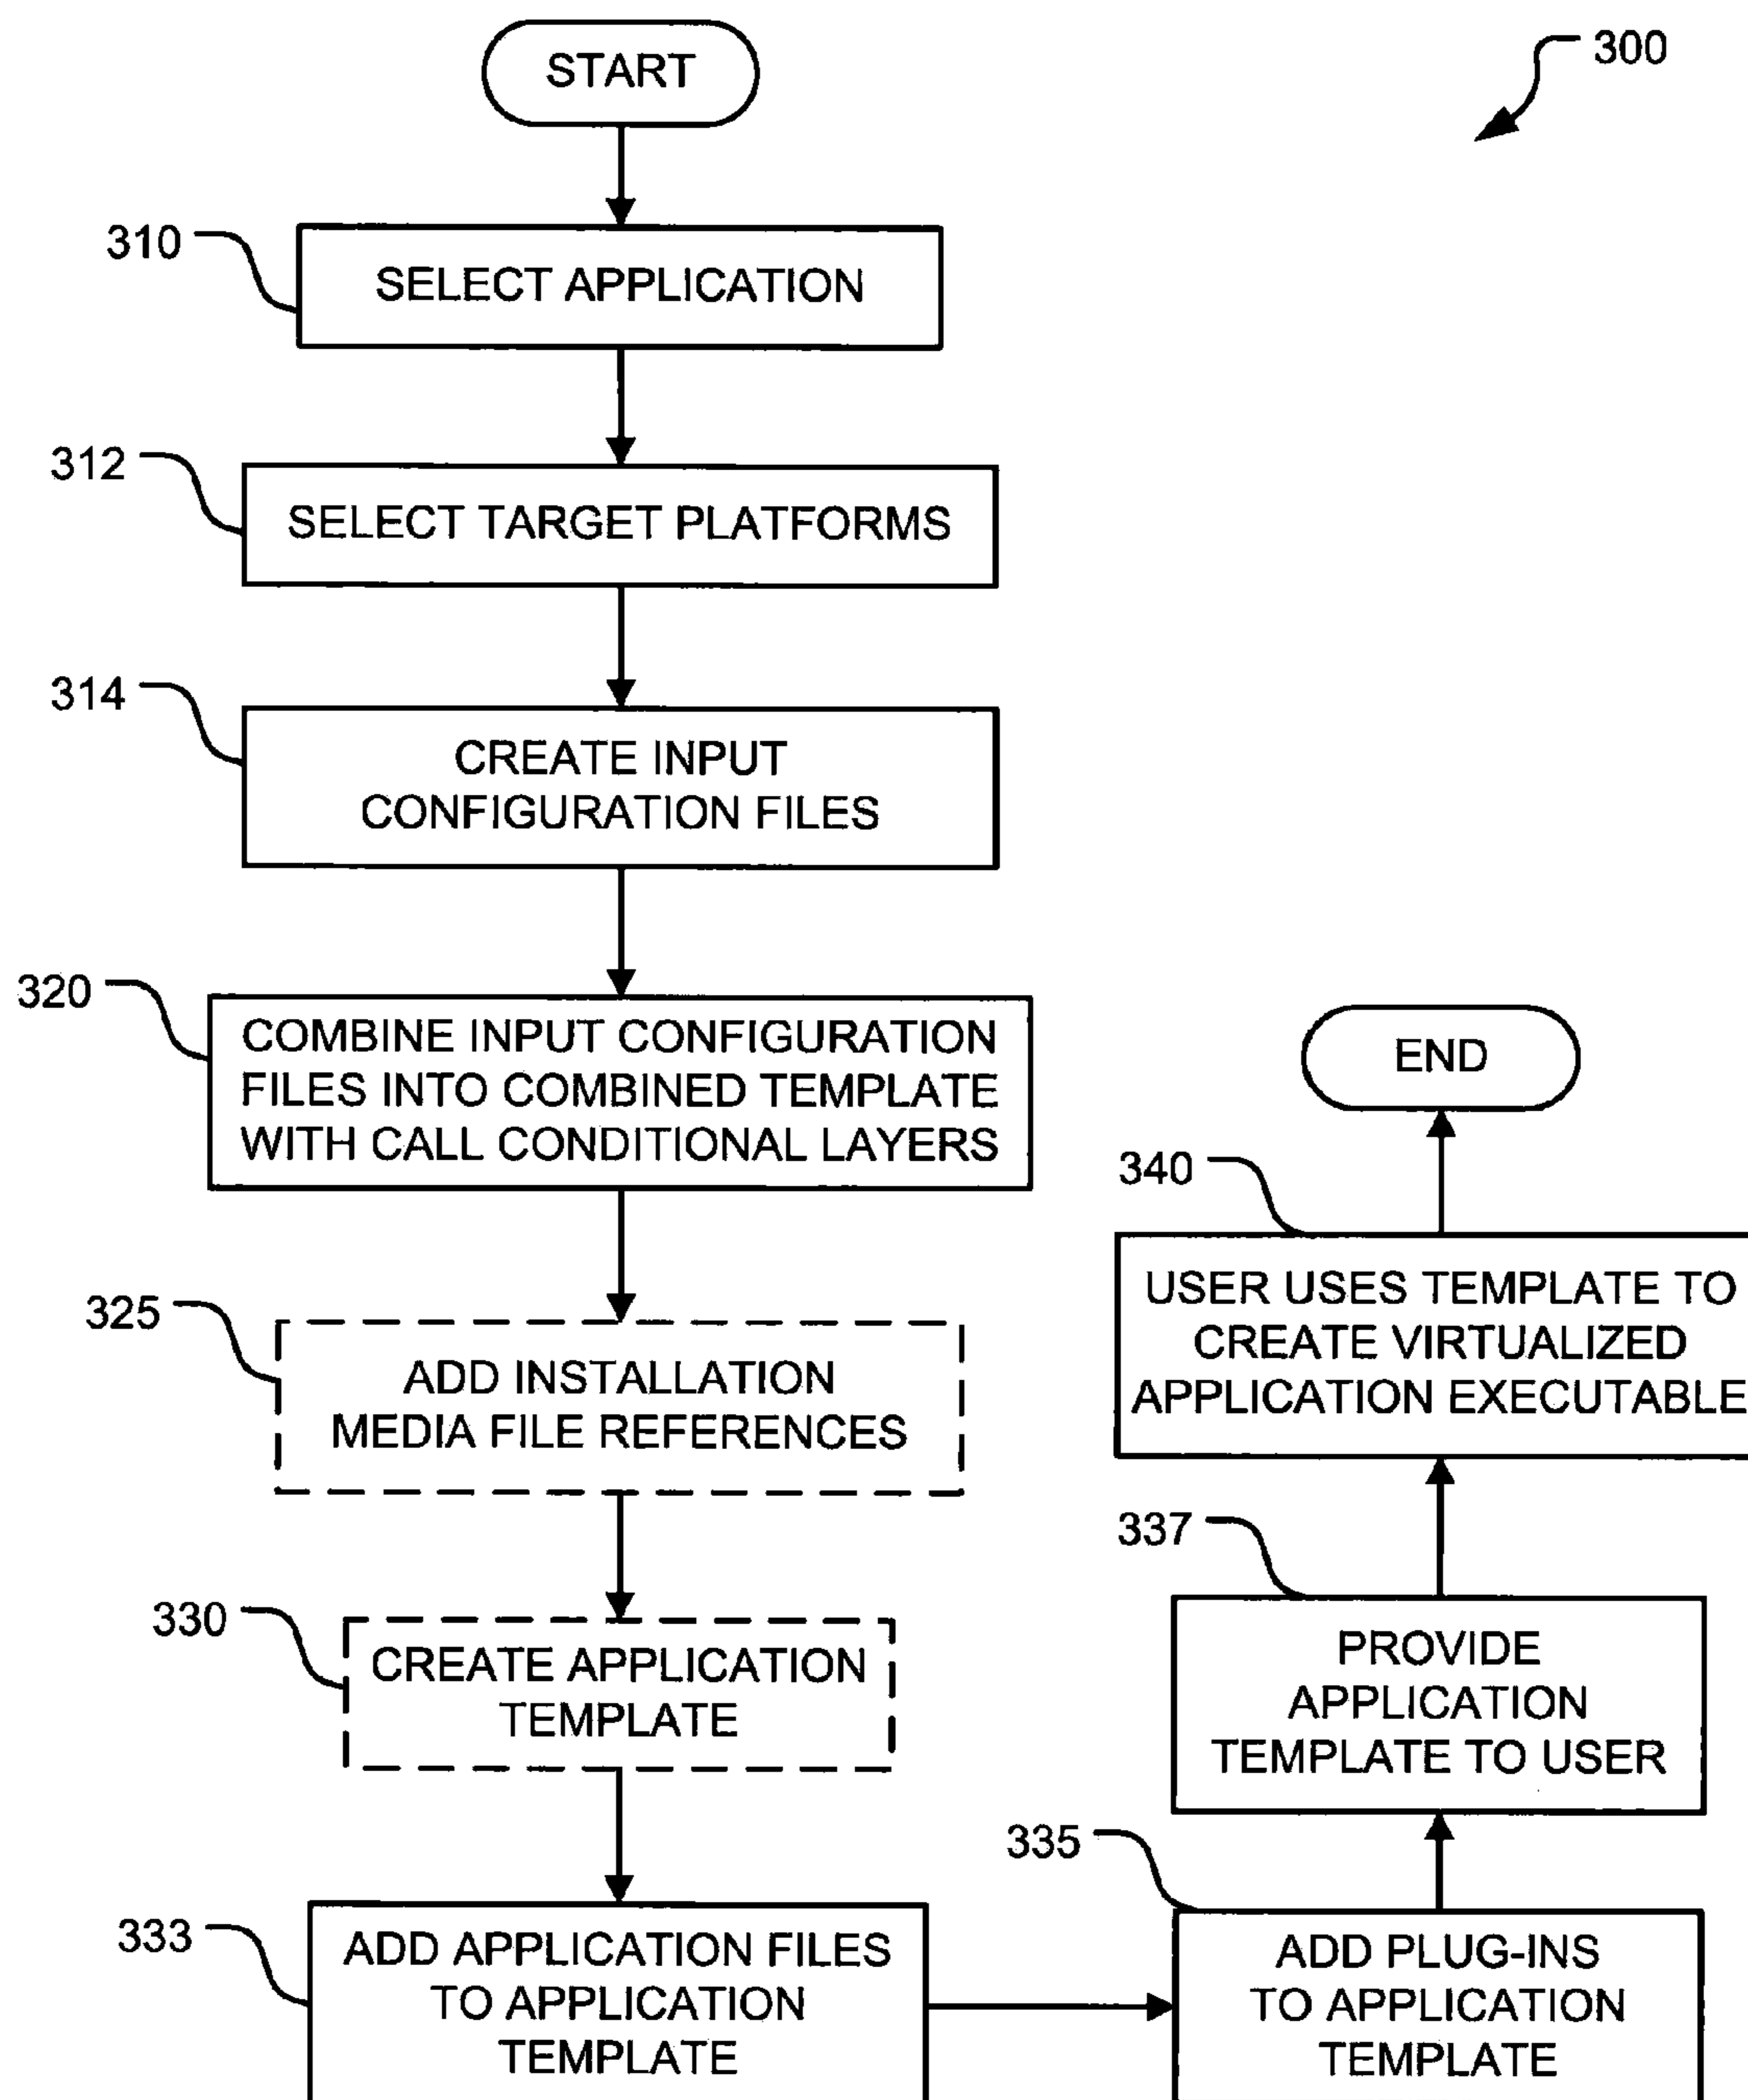 START
300
310
SELECT APPLICATION
312
SELECT TARGET PLATFORMS
314
CREATE INPUT
CONFIGURATION FILES
320
COMBINE INPUT CONFIGURATION
FILES INTO COMBINED TEMPLATE
WITH CALL CONDITIONAL LAYERS
325
ADD INSTALLATION
MEDIA FILE REFERENCES
330
CREATE APPLICATION
TEMPLATE
333
ADD APPLICATION FILES
TO APPLICATION
TEMPLATE
335
ADD PLUG-INS
TO APPLICATION
TEMPLATE
337
PROVIDE
APPLICATION
TEMPLATE TO USER
340
USER USES TEMPLATE TO
CREATE VIRTUALIZED
APPLICATION EXECUTABLE
END